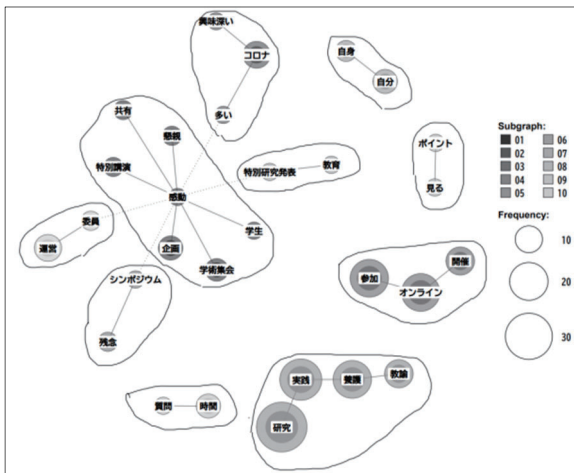 興味深い
コロナ
多い
自身
自分
共有
懇親
特別講演
感動
特別研究発表
教育
ポイント
見る
委員
運営
企画
学生
学術集会
シンポジウム
残念
参加
オンライン
開催
質問
時間
実践
養護
教諭
研究
Subgraph:
01 06
02 07
03 08
04 09
05 10
Frequency:
10
20
30